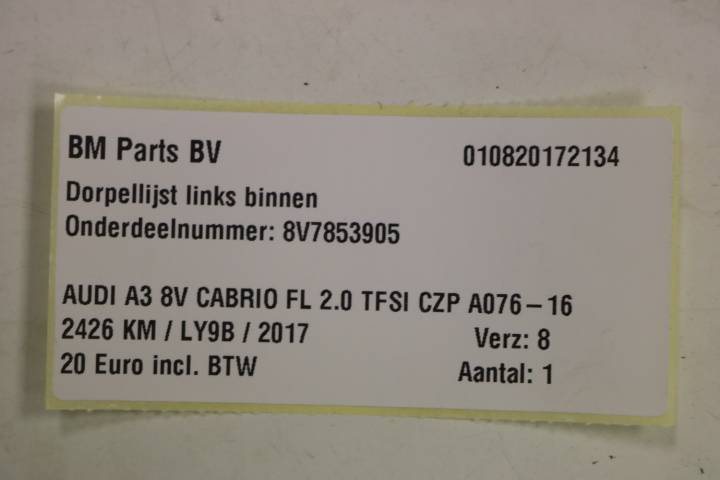 BM Parts BV 010820172134
Dorpellijst links binnen
Onderdeelnummer: 8V7853905
AUDI A3 8V CABRIO FL 2.0 TFSI CZP A076-16
2426 KM / LY9B / 2017 Verz: 8
20 Euro incl. BTW Aantal: 1